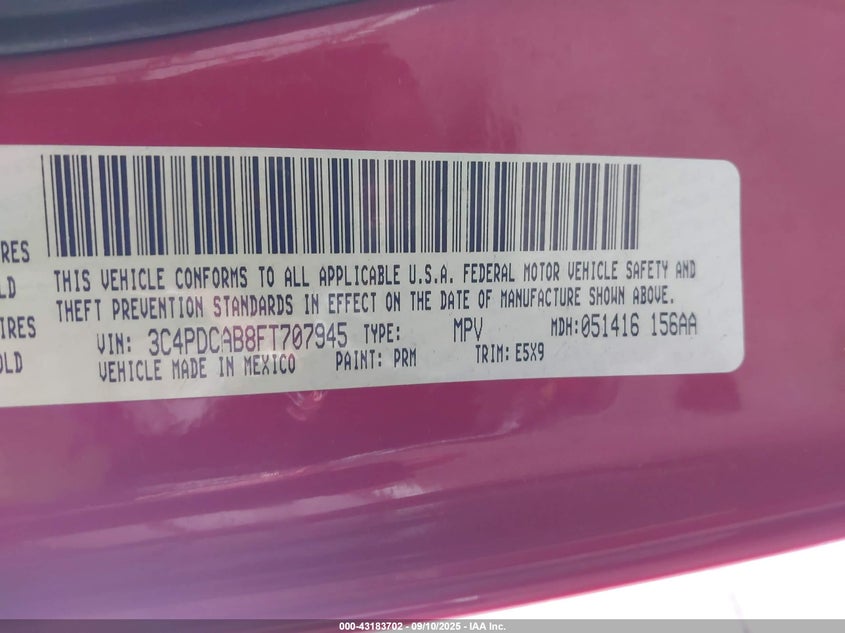 RES
LD
IRES
OLD
THIS VEHICLE CONFORMS TO ALL APPLICABLE U.S.A. FEDERAL MOTOR VEHICLE SAFETY AND
THEFT PREVENTION STANDARDS IN EFFECT ON THE DATE OF MANUFACTURE SHOWN ABOVE.
VIN: 3C4PDCAB8FT707945 TYPE: MPV MDH:051416 156AA
VEHICLE MADE IN MEXICO PAINT: PRM TRIM: E5X9
000-43183702 - 09/10/2025 - IAA Inc.